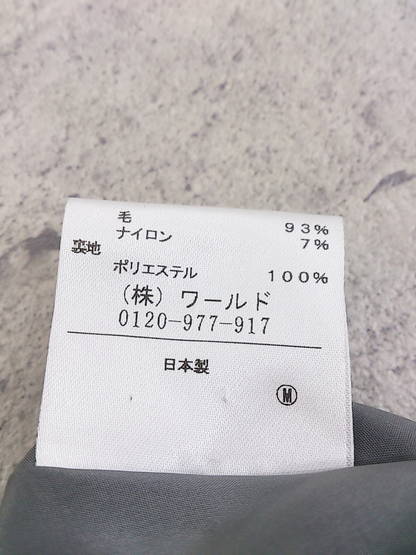 毛 93%
ナイロン 7%
裏地
ポリエステル 100%
(株)ワールド
0120-977-917
日本製
Ⓜ